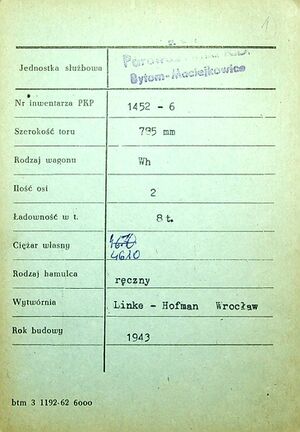 1
Jednostka służbowa
Bytom-Maciejkowice
Nr inwentarza PKP 1452 - 6
Szerokość toru 785 mm
Rodzaj wagonu Wh
Ilość osi 2
Ładowność w t. 8 t.
Ciężar własny
4610
Rodzaj hamulca ręczny
Wytwórnia Linke - Hofman Wrocław
Rok budowy 1943
btm 3 1192-62 6000